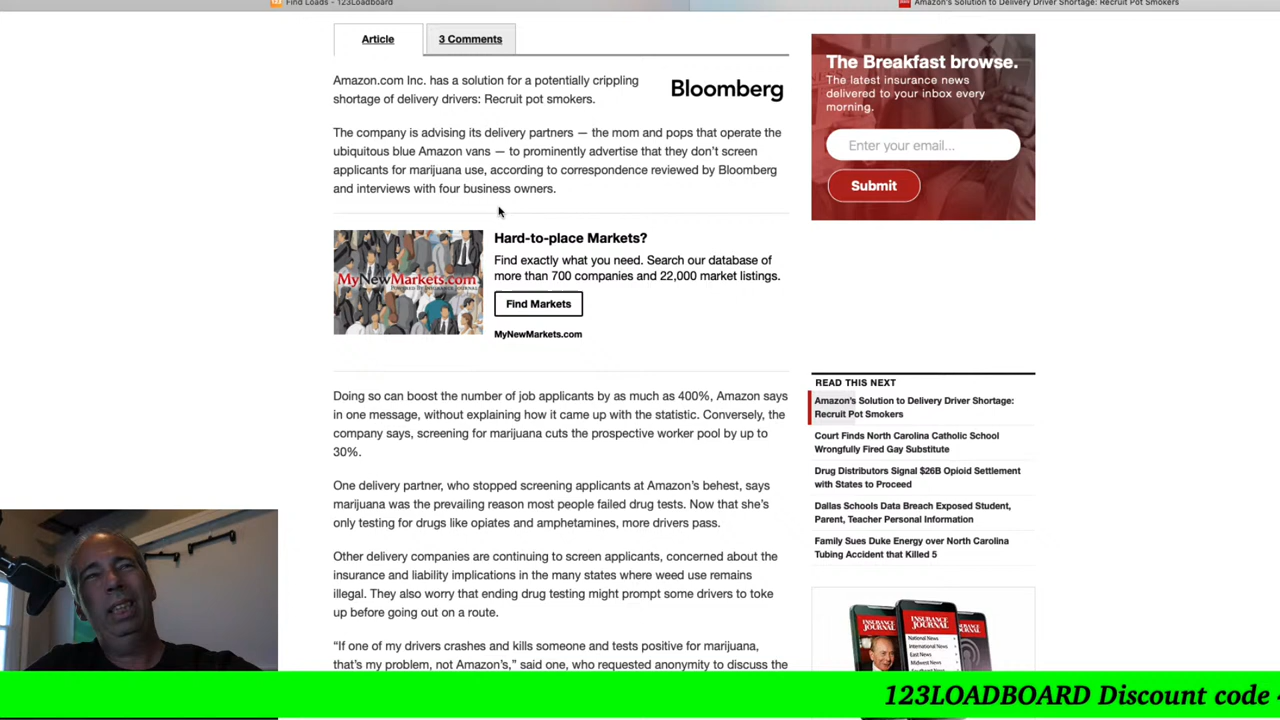 Find Loads - 123Loadboard
Amazon's Solution to Delivery Driver Shortage: Recruit Pot Smokers
Article
3 Comments
Amazon.com Inc. has a solution for a potentially crippling
shortage of delivery drivers: Recruit pot smokers.
Bloomberg
The company is advising its delivery partners — the mom and pops that operate the
ubiquitous blue Amazon vans — to prominently advertise that they don't screen
applicants for marijuana use, according to correspondence reviewed by Bloomberg
and interviews with four business owners.
MyNewMarkets.com
Hard-to-place Markets?
Find exactly what you need. Search our database of
more than 700 companies and 22,000 market listings.
Find Markets
MyNewMarkets.com
Doing so can boost the number of job applicants by as much as 400%, Amazon says
in one message, without explaining how it came up with the statistic. Conversely, the
company says, screening for marijuana cuts the prospective worker pool by up to
30%.
One delivery partner, who stopped screening applicants at Amazon's behest, says
marijuana was the prevailing reason most people failed drug tests. Now that she's
only testing for drugs like opiates and amphetamines, more drivers pass.
Other delivery companies are continuing to screen applicants, concerned about the
insurance and liability implications in the many states where weed use remains
illegal. They also worry that ending drug testing might prompt some drivers to toke
up before going out on a route.
"If one of my drivers crashes and kills someone and tests positive for marijuana,
that's my problem, not Amazon's," said one, who requested anonymity to discuss the
The Breakfast browse.
The latest insurance news
delivered to your inbox every
morning.
Enter your email...
Submit
READ THIS NEXT
Amazon's Solution to Delivery Driver Shortage:
Recruit Pot Smokers
Court Finds North Carolina Catholic School
Wrongfully Fired Gay Substitute
Drug Distributors Signal $26B Opioid Settlement
with States to Proceed
Dallas Schools Data Breach Exposed Student,
Parent, Teacher Personal Information
Family Sues Duke Energy over North Carolina
Tubing Accident that Killed 5
INSURANCE JOURNAL
National News
International News
East News
Midwest News
123LOADBOARD Discount code